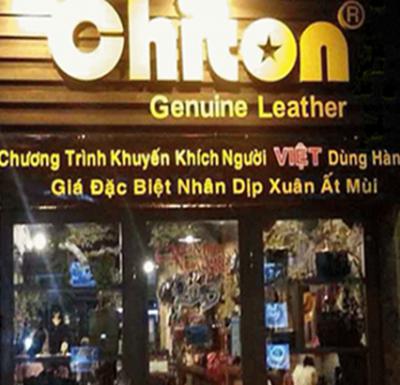 Chiton®
Genuine Leather
Chương Trình Khuyến Khích Người VIỆT Dùng Hàn
Giá Đặc Biệt Nhân Dịp Xuân Ất Mùi